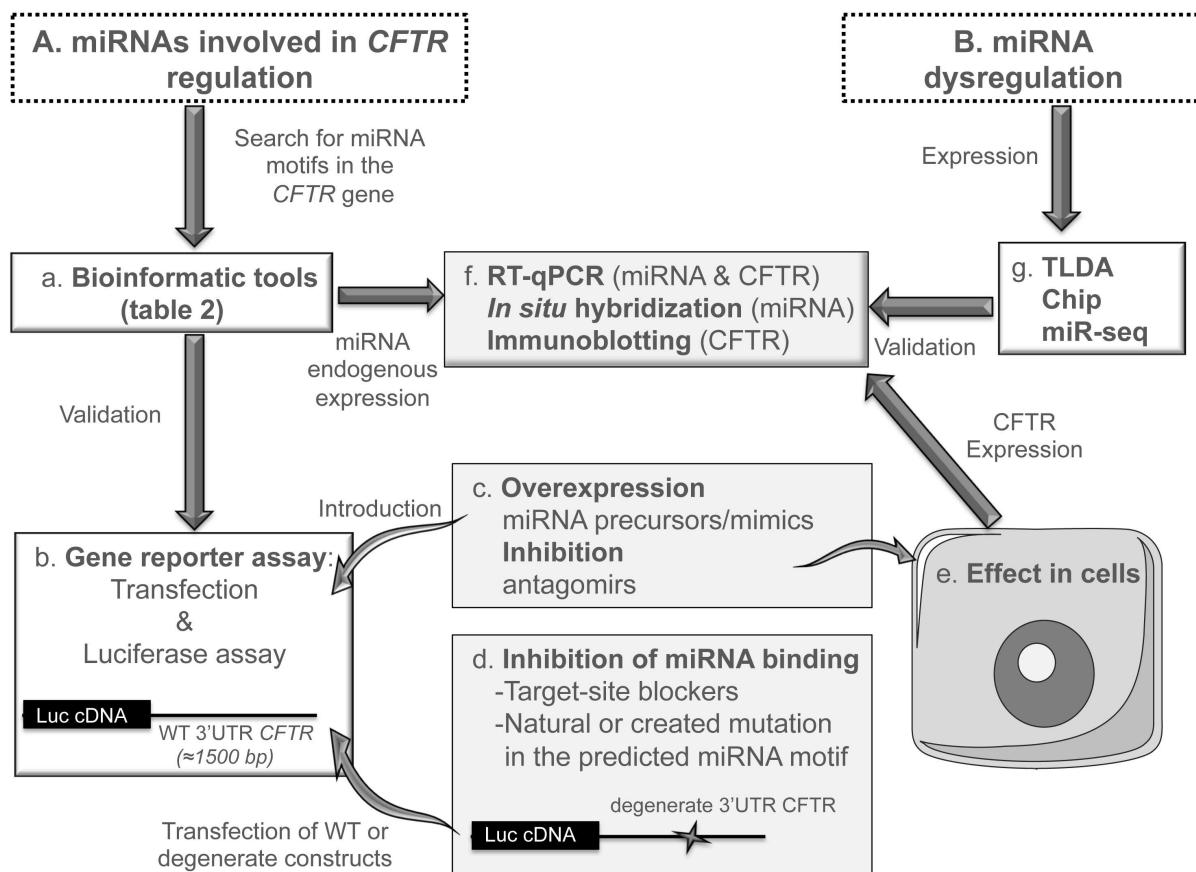 A. miRNAs involved in CFTR
regulation
B. miRNA
dysregulation
Search for miRNA
motifs in the
CFTR gene
Expression
a. Bioinformatic tools
(table 2)
f. RT-qPCR (miRNA & CFTR)
In situ hybridization (miRNA)
Immunoblotting (CFTR)
g. TLDA
Chip
miR-seq
miRNA
endogenous
expression
Validation
Validation
CFTR
Expression
Introduction
c. Overexpression
miRNA precursors/mimics
Inhibition
antagomirs
b. Gene reporter assay:
Transfection
&
Luciferase assay
Luc cDNA
WT 3’UTR CFTR
(≈1500 bp)
e. Effect in cells
d. Inhibition of miRNA binding
-Target-site blockers
-Natural or created mutation
in the predicted miRNA motif
degenerate 3’UTR CFTR
Luc cDNA
Transfection of WT or
degenerate constructs